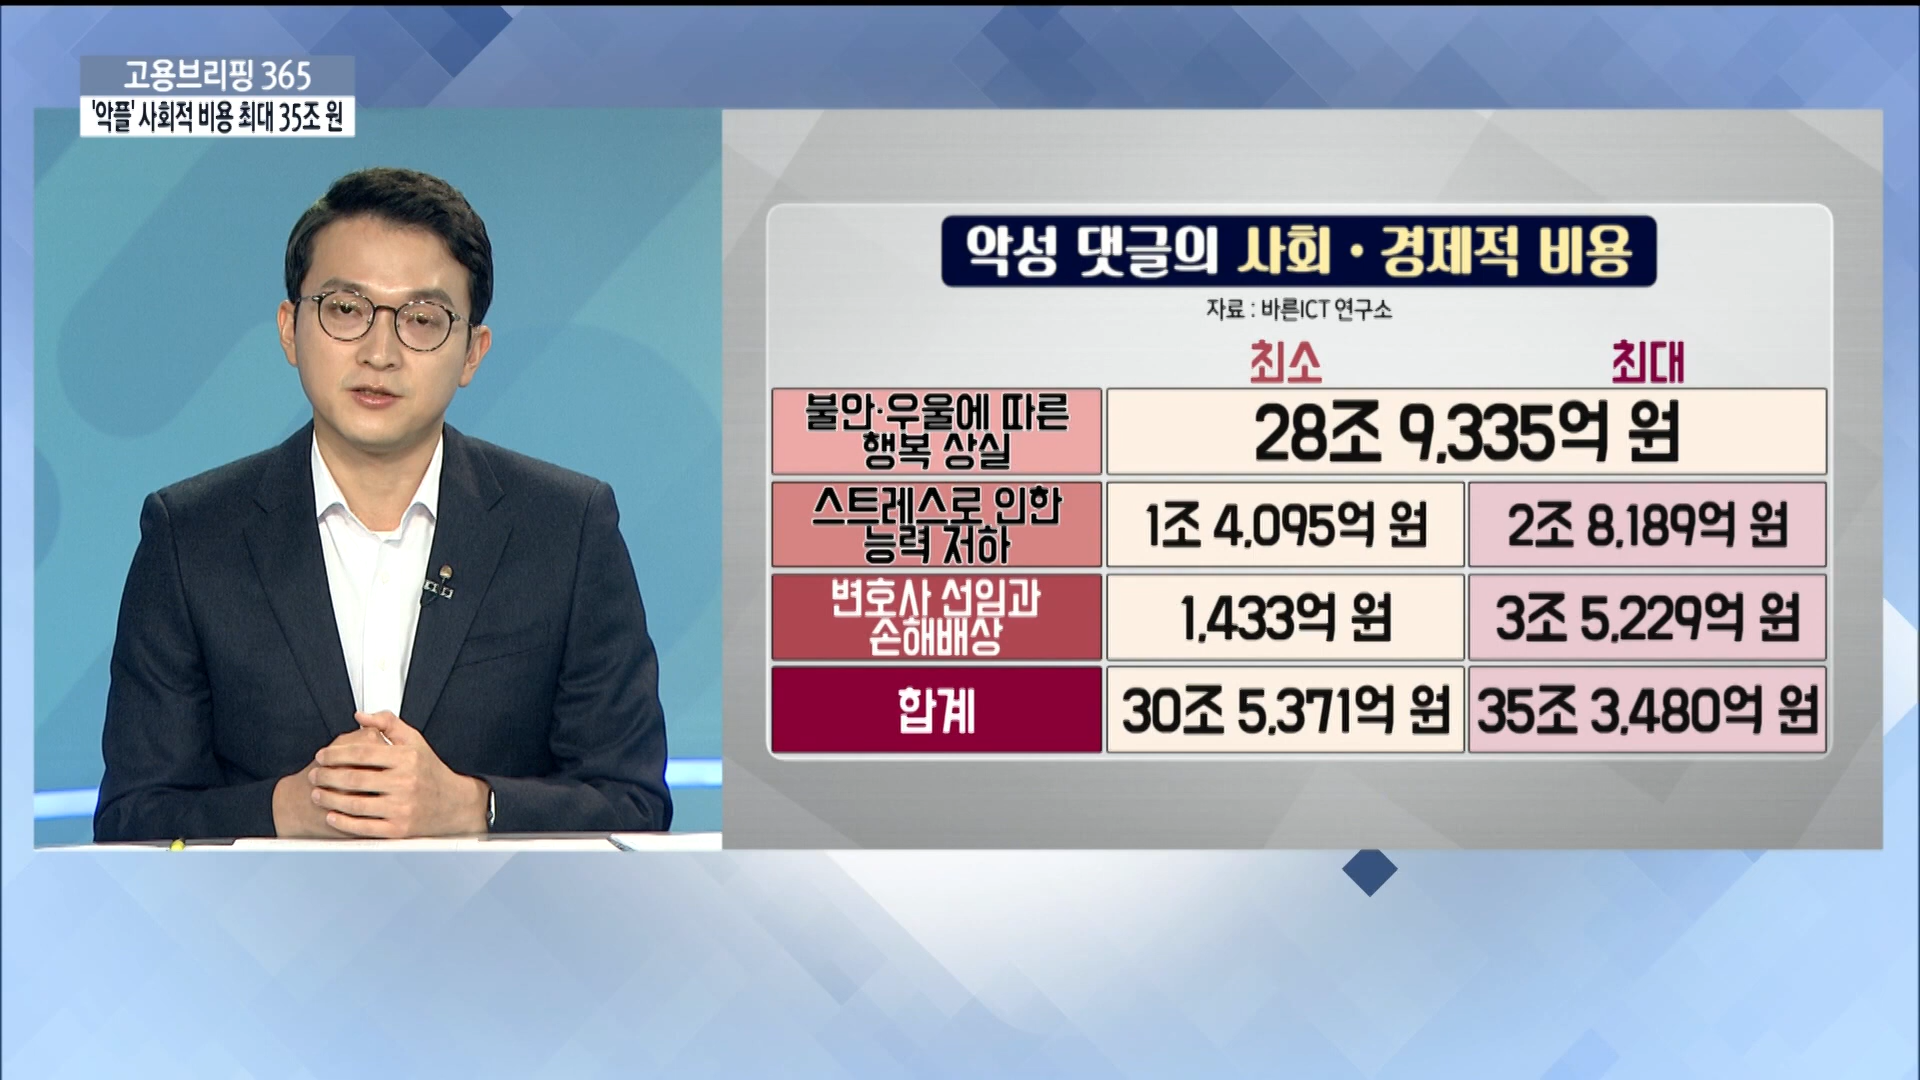 고용브리핑 365
'악플' 사회적 비용 최대 35조 원
악성 댓글의 사회·경제적 비용
자료 : 바른ICT 연구소
최소 최대
불안·우울에 따른
행복 상실
28조 9,335억 원
스트레스로 인한
능력 저하
1조 4,095억 원 2조 8,189억 원
변호사 선임과
손해배상
1,433억 원 3조 5,229억 원
합계 30조 5,371억 원 35조 3,480억 원